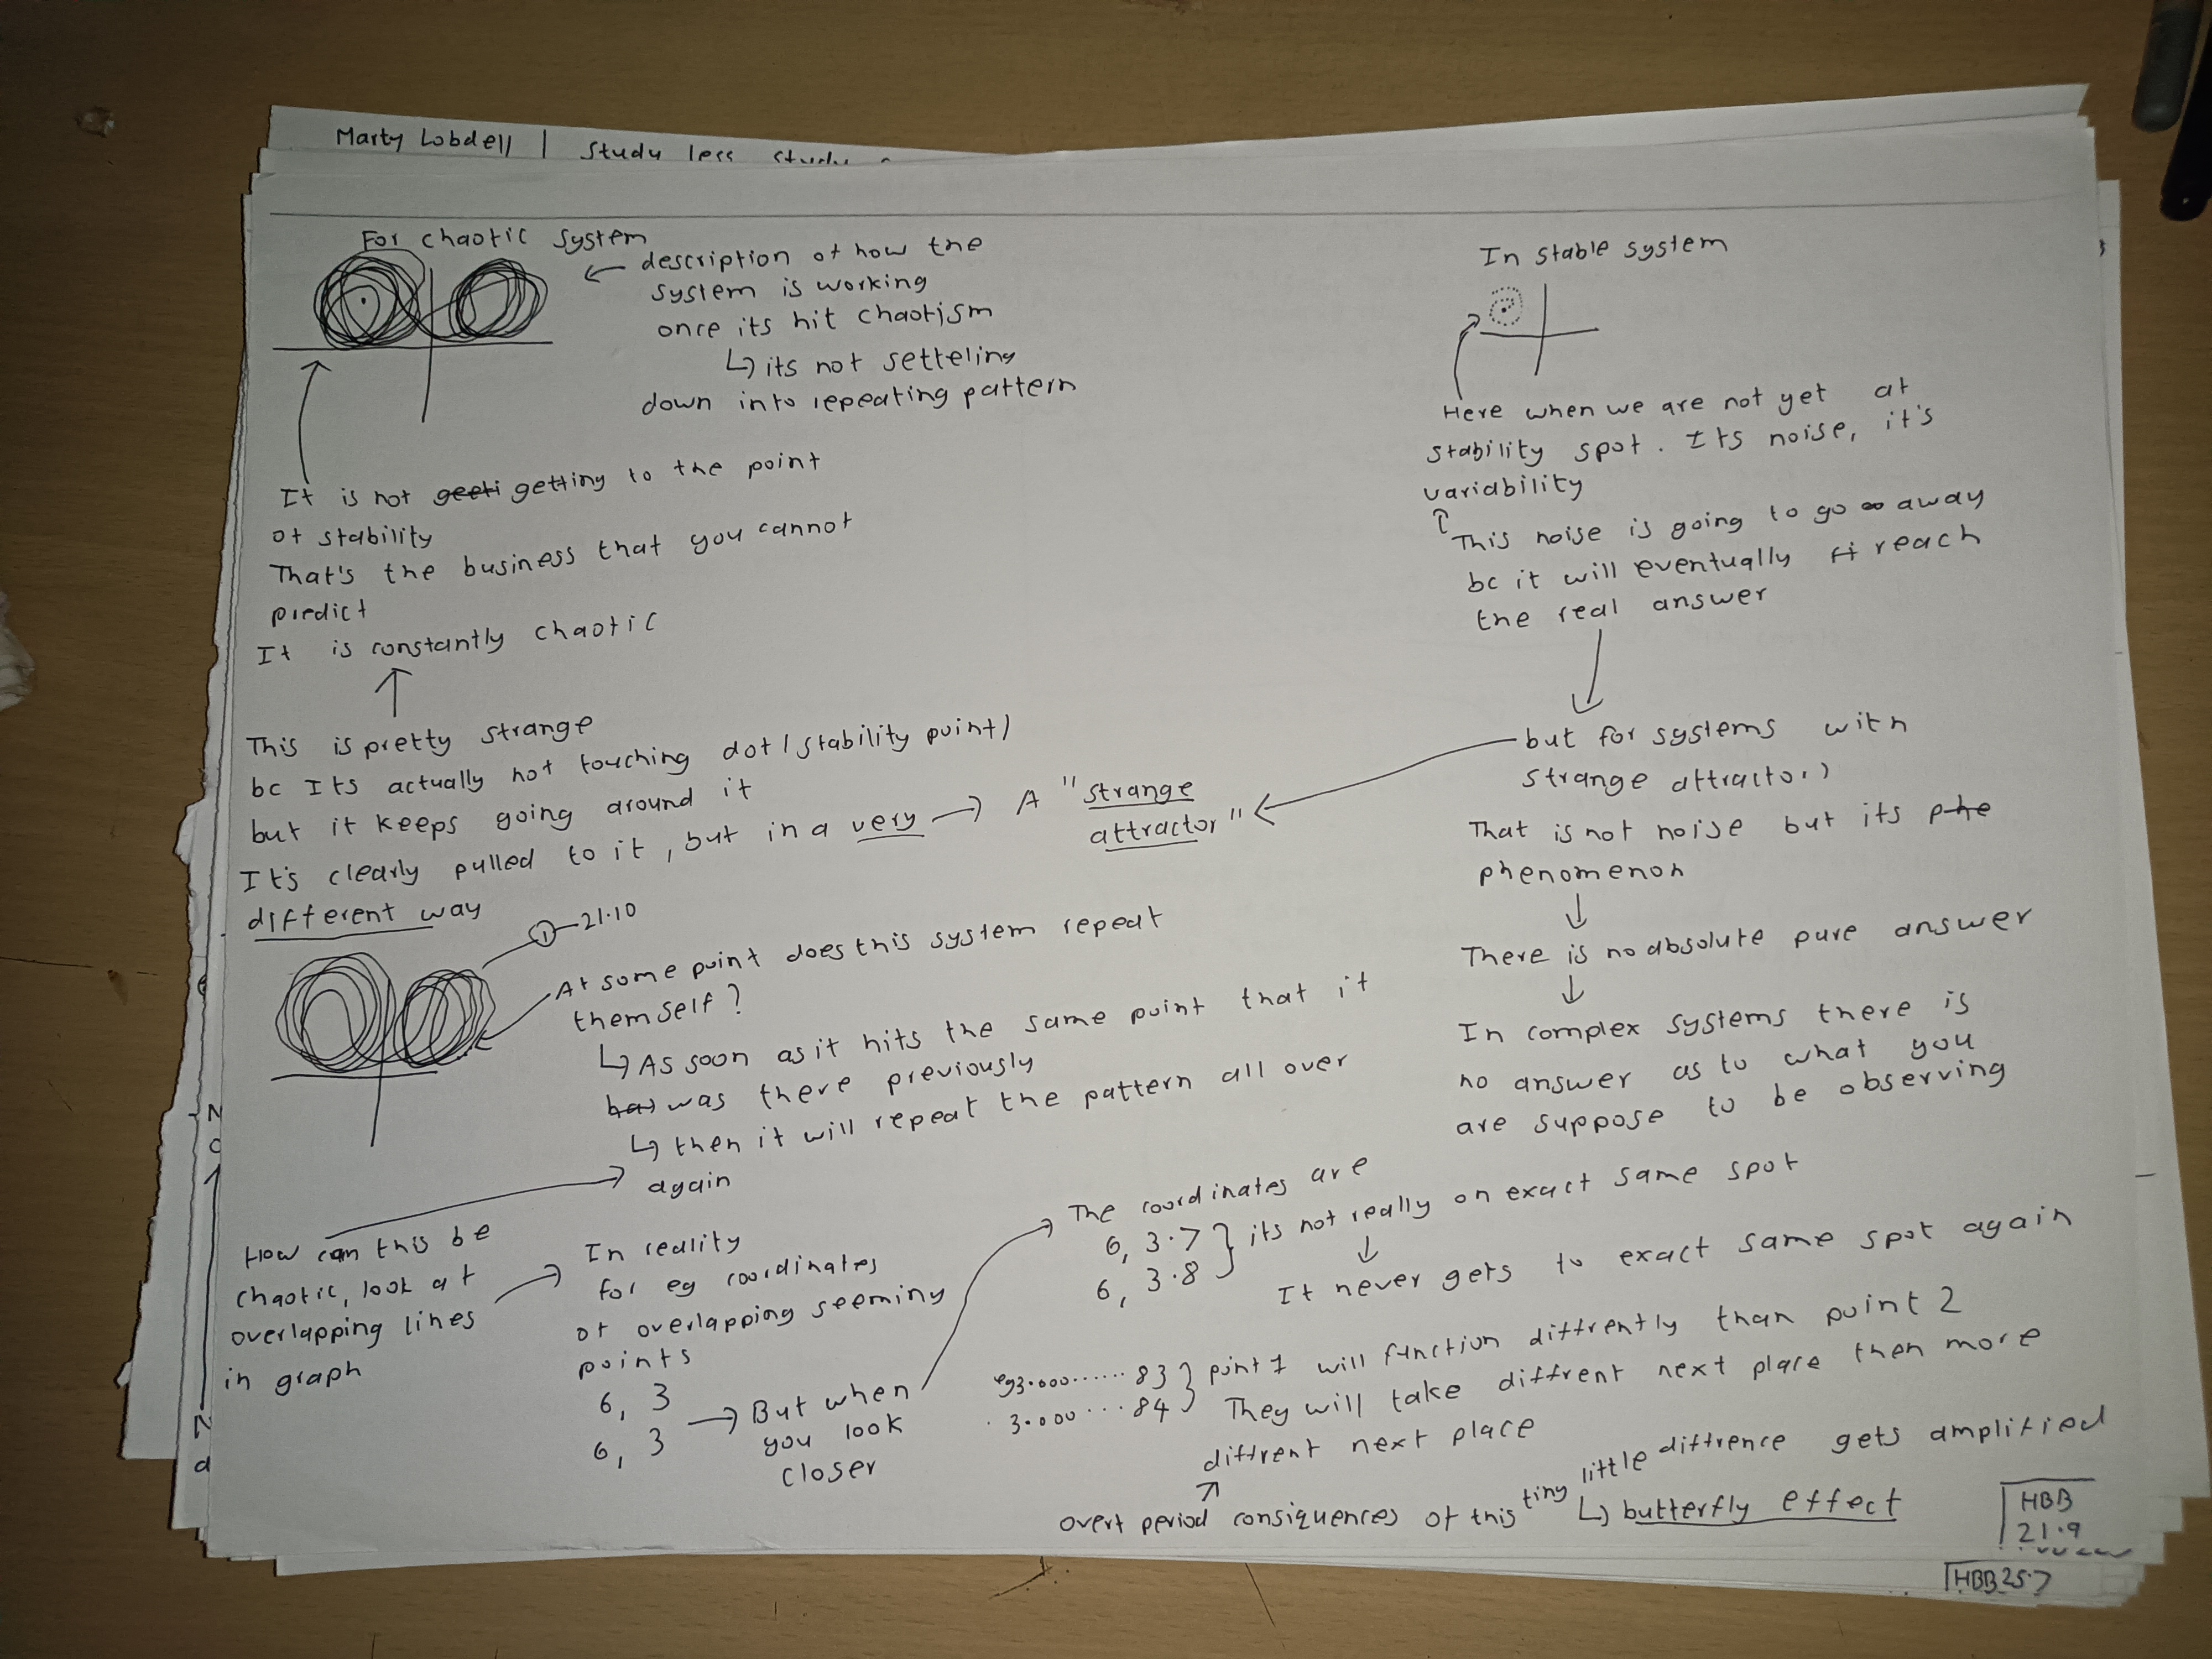 Marty Lobdell | Study less study
For chaotic system
← description of how the
system is working
once its hit chaotism
↳ its not setteling
down into repeating pattern
It is not geeti getting to the point
of stability
That's the business that you cannot
predict
It is constantly chaotic
This is pretty strange
bc Its actually not touching dot (stability point)
but it keeps going around it
It's clearly pulled to it, but in a very → A "strange
attractor"
different way
In stable system
Here when we are not yet at
stability spot. Its noise, it's
variability
This noise is going to go away
bc it will eventually reach
the real answer
but for systems with
strange attractors
That is not noise but its phe
phenomenon
↓
There is no absolute pure answer
↓
In complex systems there is
no answer as to what you
are suppose to be observing
1 - 21.10
At some point does this system repeat
themself?
↳ As soon as it hits the same point that it
has was there previously
↳ then it will repeat the pattern all over
again
How can this be
chaotic, look at
overlapping lines
in graph
In reality
for eg coordinates
of overlapping seeminy
points
6, 3
6, 3 → But when
you look
closer
The coordinates are
6, 3.7 } its not really on exact same spot
6, 3.8
↓
It never gets to exact same spot again
eg 3.000......83 } point 1 will function diffrently than point 2
3.000...84 They will take diffrent next place then more
diffrent next place
overt period consiquences of this tiny little diffrence gets amplified
↳ butterfly effect
HBB
21.9
HBB 25.7
N
d